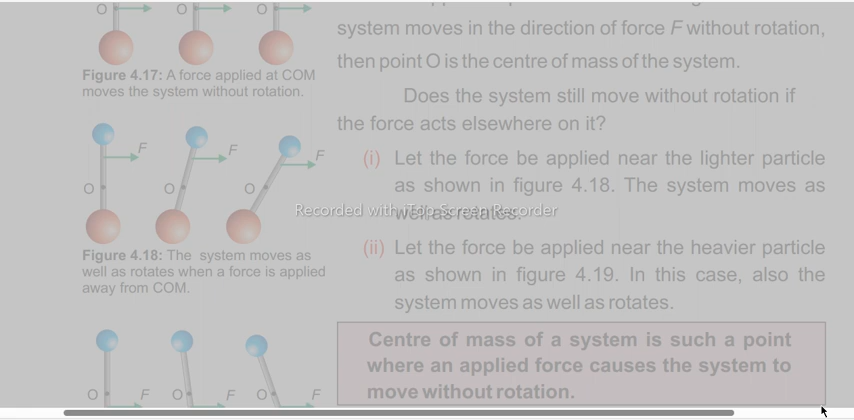 O O O
Figure 4.17: A force applied at COM
moves the system without rotation.
F F F
O O O
Figure 4.18: The system moves as
well as rotates when a force is applied
away from COM.
O F O F O F
system moves in the direction of force F without rotation,
then point O is the centre of mass of the system.
Does the system still move without rotation if
the force acts elsewhere on it?
(i) Let the force be applied near the lighter particle
as shown in figure 4.18. The system moves as
well as rotates.
Recorded with iTop Screen Recorder
(ii) Let the force be applied near the heavier particle
as shown in figure 4.19. In this case, also the
system moves as well as rotates.
Centre of mass of a system is such a point
where an applied force causes the system to
move without rotation.